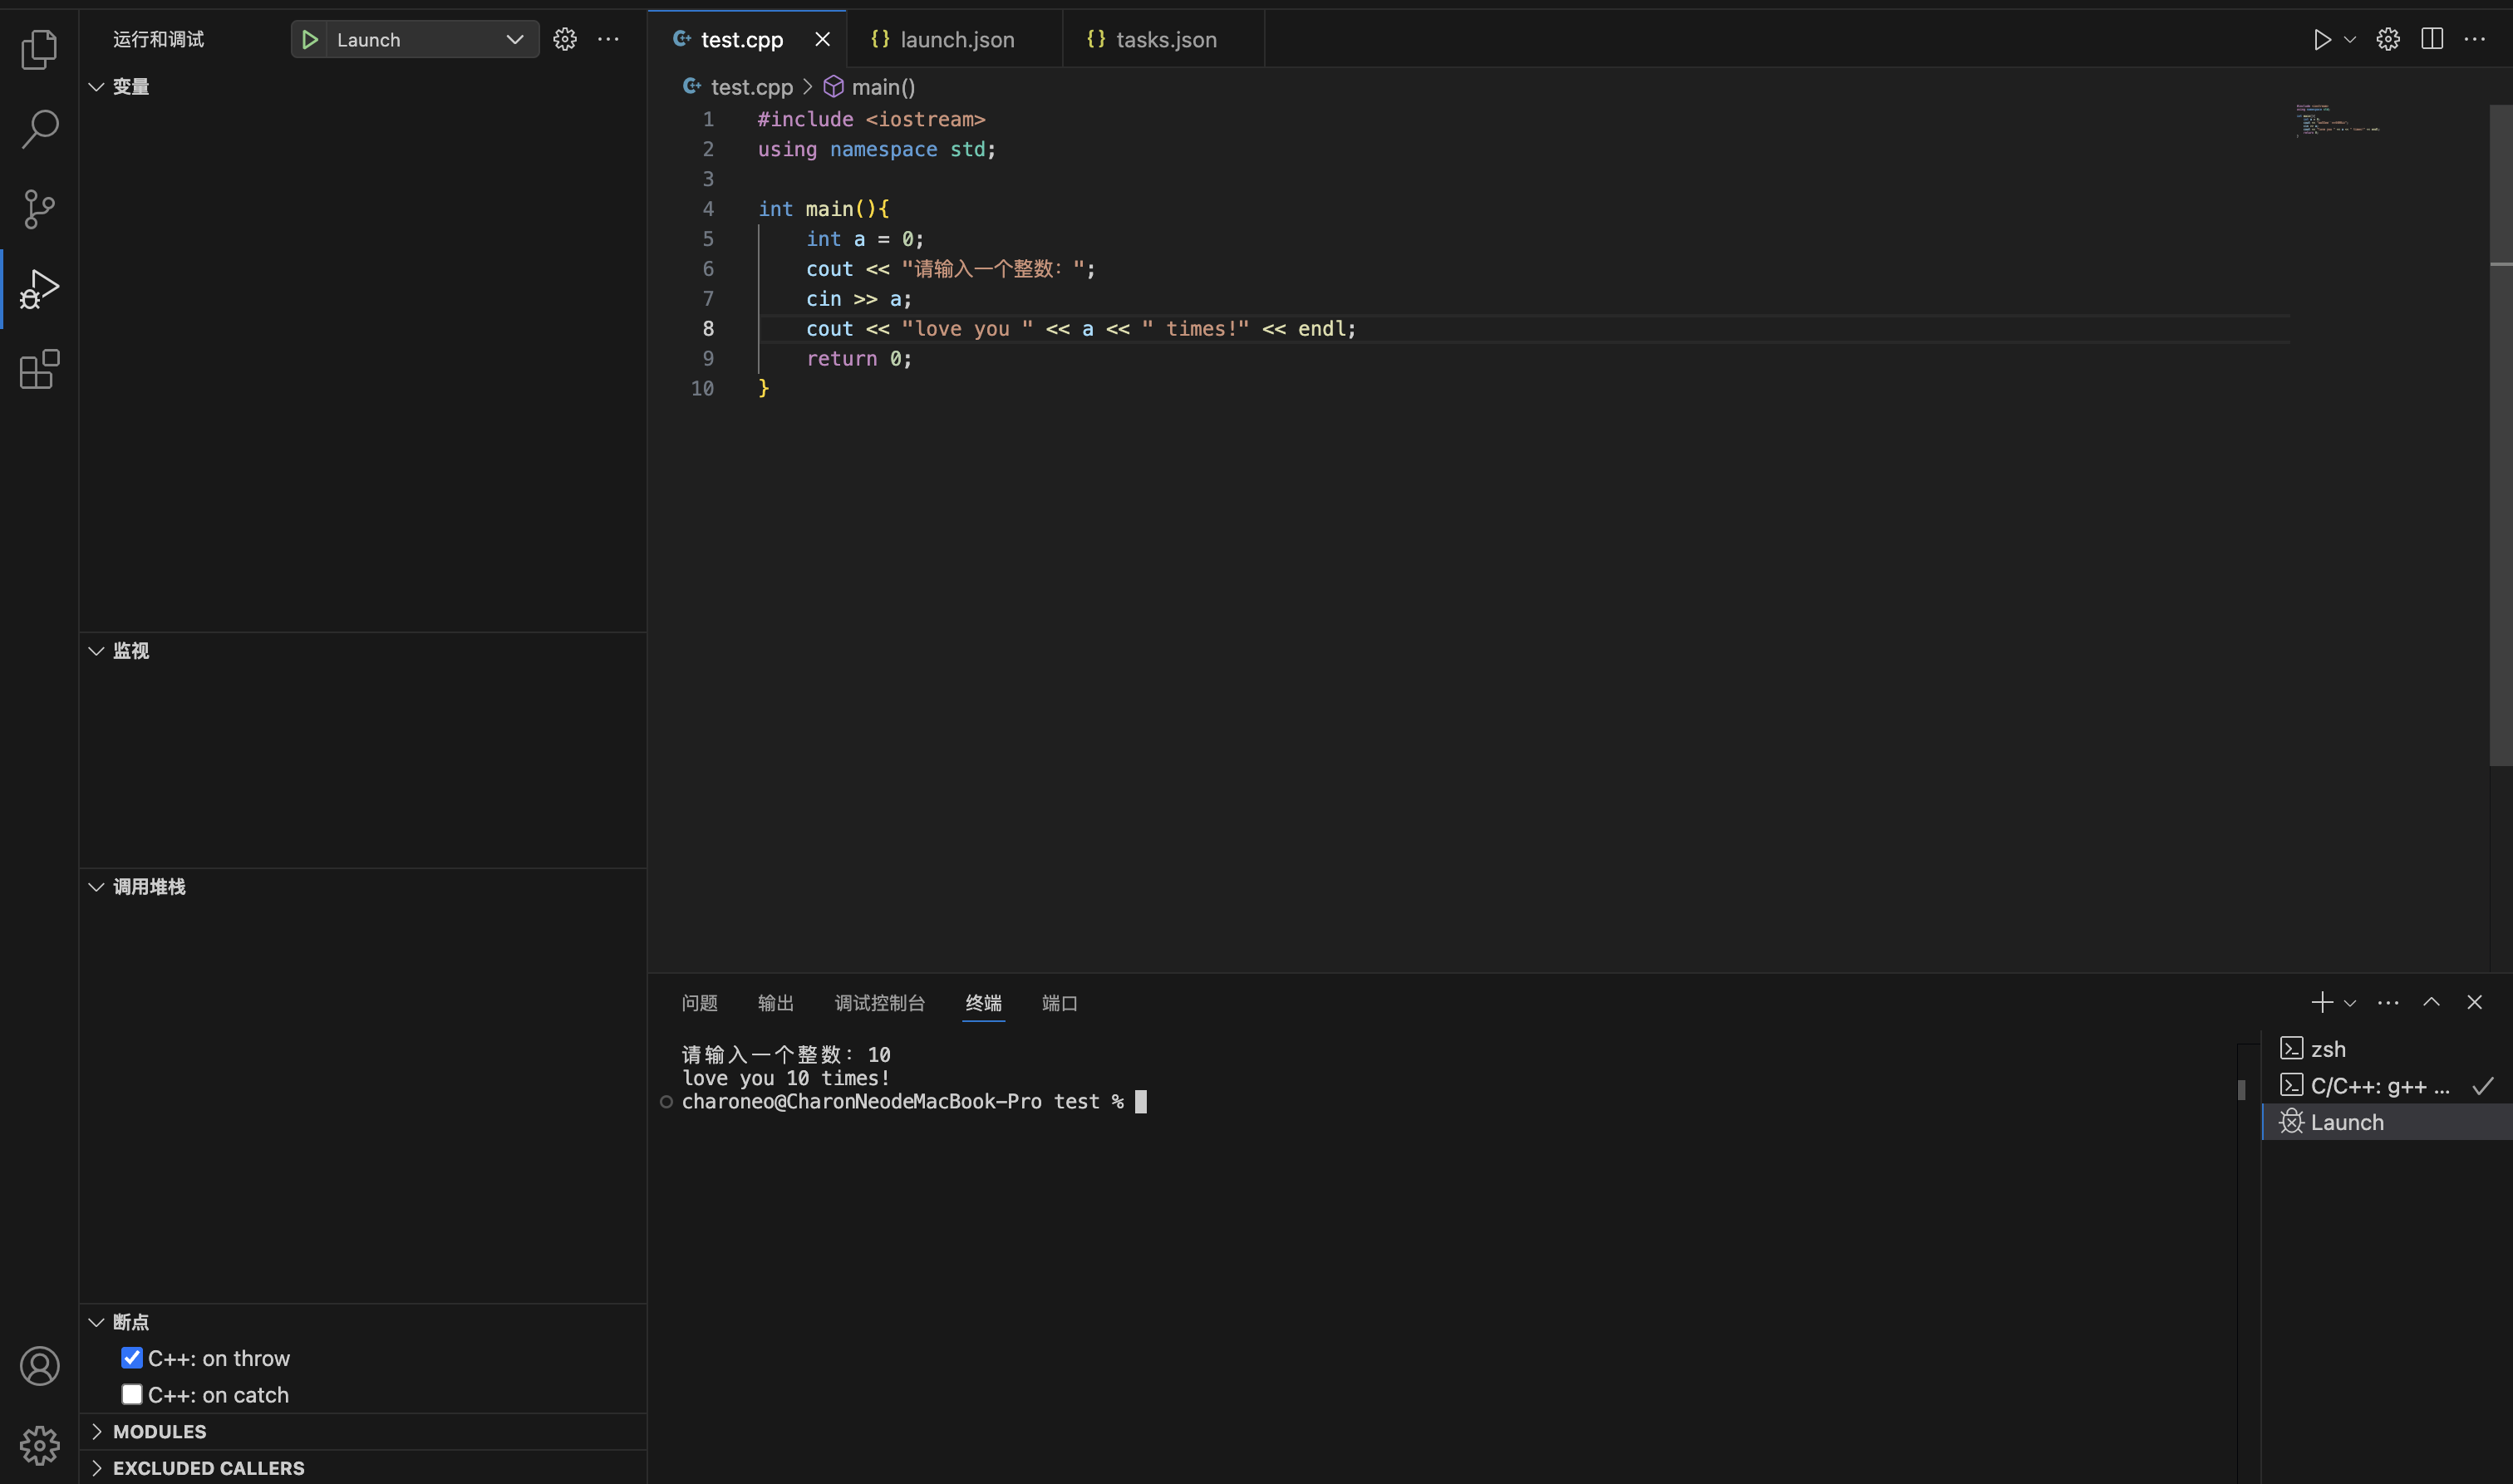 运行和调试
Launch
变量
监视
调用堆栈
断点
C++: on throw
C++: on catch
MODULES
EXCLUDED CALLERS
test.cpp
launch.json
tasks.json
test.cpp > main()
1 #include <iostream>
2 using namespace std;
3
4 int main(){
5     int a = 0;
6     cout << "请输入一个整数：";
7     cin >> a;
8     cout << "love you " << a << " times!" << endl;
9     return 0;
10 }
问题 输出 调试控制台 终端 端口
请输入一个整数：10
love you 10 times!
charoneo@CharonNeodeMacBook-Pro test %
zsh
C/C++: g++ ...
Launch